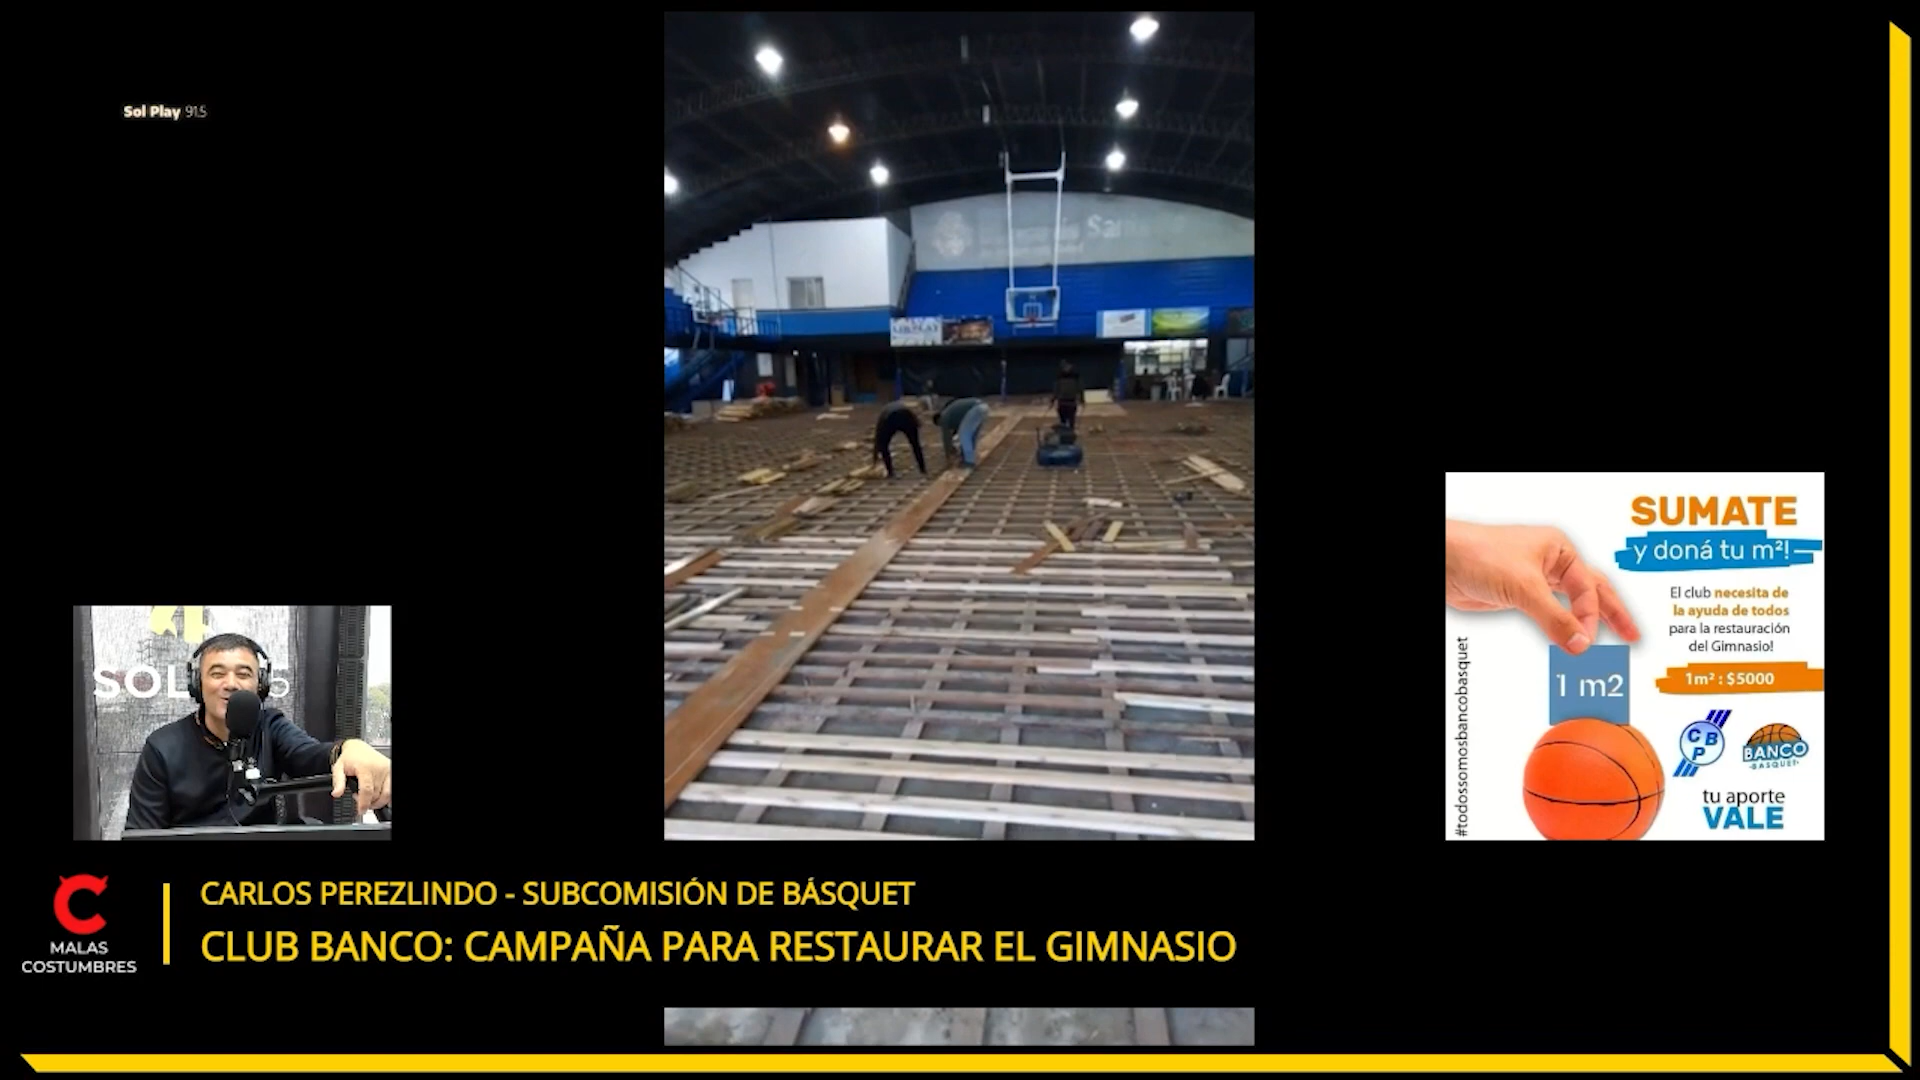 Sol Play 91.5
SOL
SUMATE
y doná tu m²!
El club necesita de
la ayuda de todos
para la restauración
del Gimnasio!
1m² : $5000
1 m2
#todossomosbancobasquet
C B
P
BANCO
-BASQUET-
tu aporte
VALE
C
MALAS
COSTUMBRES
CARLOS PEREZLINDO - SUBCOMISIÓN DE BÁSQUET
CLUB BANCO: CAMPAÑA PARA RESTAURAR EL GIMNASIO